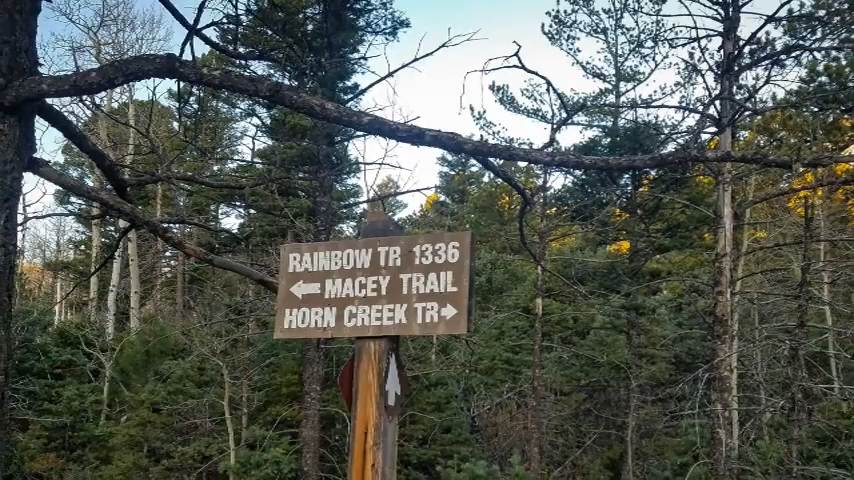 RAINBOW TR 1336
← MACEY TRAIL
HORN CREEK TR →